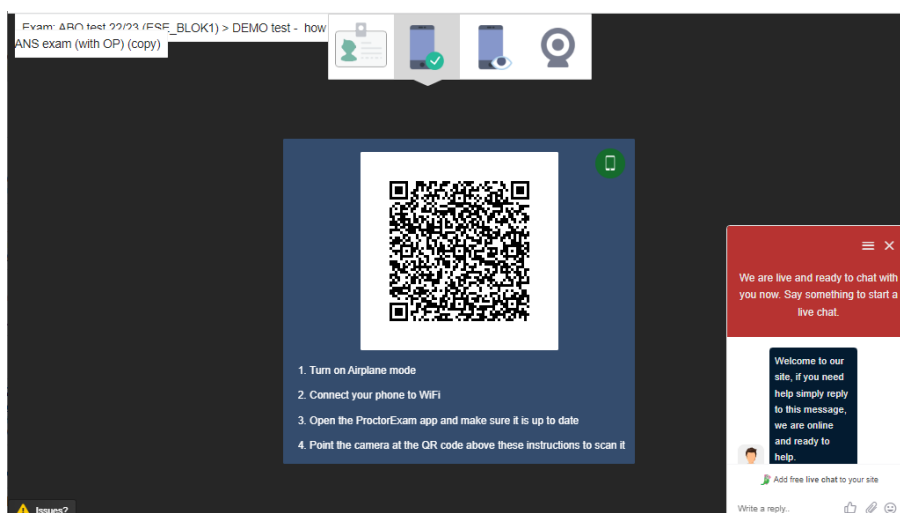 Exam: ABO test 22/23 (ESE_BLOK1) > DEMO test - how
ANS exam (with OP) (copy)
1. Turn on Airplane mode
2. Connect your phone to WiFi
3. Open the ProctorExam app and make sure it is up to date
4. Point the camera at the QR code above these instructions to scan it
We are live and ready to chat with
you now. Say something to start a
live chat.
Welcome to our
site, if you need
help simply reply
to this message,
we are online
and ready to
help.
Add free live chat to your site
Write a reply..
Issues?